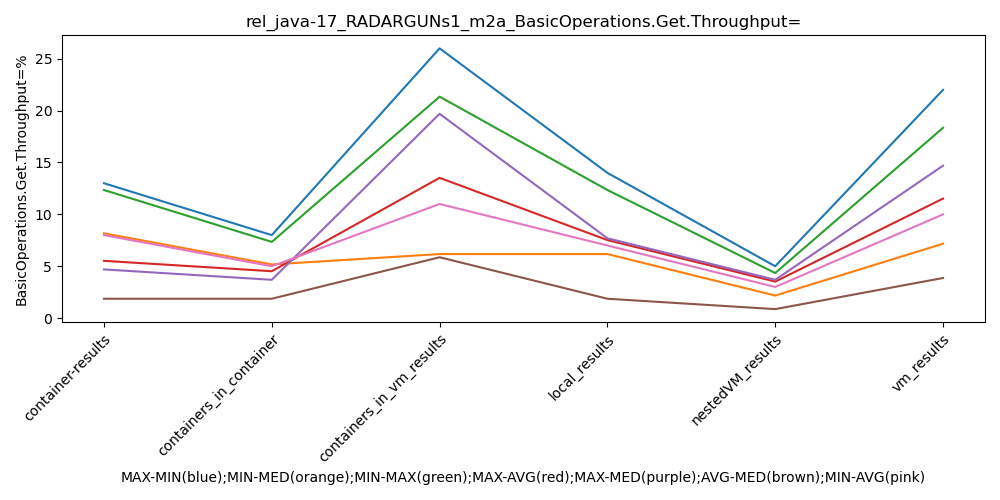 rel_java-17_RADARGUNs1_m2a_BasicOperations.Get.Throughput=
BasicOperations.Get.Throughput=%
25
20
15
10
5
0
container-results
containers_in_container
containers_in_vm_results
local_results
nestedVM_results
vm_results
MAX-MIN(blue);MIN-MED(orange);MIN-MAX(green);MAX-AVG(red);MAX-MED(purple);AVG-MED(brown);MIN-AVG(pink)